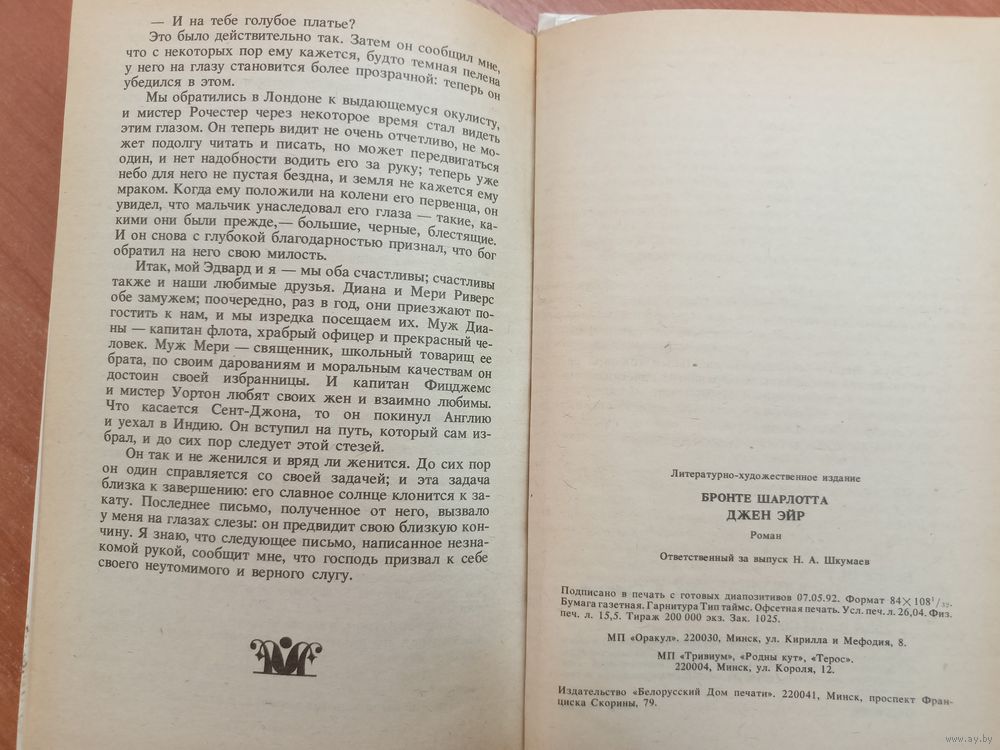 — И на тебе голубое платье?
Это было действительно так. Затем он сообщил мне,
что с некоторых пор ему кажется, будто темная пелена
у него на глазу становится более прозрачной: теперь он
убедился в этом.
Мы обратились в Лондоне к выдающемуся окулисту,
и мистер Рочестер через некоторое время стал видеть
этим глазом. Он теперь видит не очень отчетливо, не мо-
жет подолгу читать и писать, но может передвигаться
один, и нет надобности водить его за руку; теперь уже
небо для него не пустая бездна, и земля не кажется ему
мраком. Когда ему положили на колени его первенца, он
увидел, что мальчик унаследовал его глаза — такие, ка-
кими они были прежде,— большие, черные, блестящие.
И он снова с глубокой благодарностью признал, что бог
обратил на него свою милость.
Итак, мой Эдвард и я — мы оба счастливы; счастливы
также и наши любимые друзья. Диана и Мери Риверс
обе замужем; поочередно, раз в год, они приезжают по-
гостить к нам, и мы изредка посещаем их. Муж Диа-
ны — капитан флота, храбрый офицер и прекрасный че-
ловек. Муж Мери — священник, школьный товарищ ее
брата, по своим дарованиям и моральным качествам он
достоин своей избранницы. И капитан Фицджемс
и мистер Уортон любят своих жен и взаимно любимы.
Что касается Сент-Джона, то он покинул Англию
и уехал в Индию. Он вступил на путь, который сам из-
брал, и до сих пор следует этой стезей.
Он так и не женился и вряд ли женится. До сих пор
он один справляется со своей задачей; и эта задача
близка к завершению: его славное солнце клонится к за-
кату. Последнее письмо, полученное от него, вызвало
у меня на глазах слезы: он предвидит свою близкую кон-
чину. Я знаю, что следующее письмо, написанное незна-
комой рукой, сообщит мне, что господь призвал к себе
своего неутомимого и верного слугу.
Литературно-художественное издание
БРОНТЕ ШАРЛОТТА
ДЖЕН ЭЙР
Роман
Ответственный за выпуск Н. А. Шкумаев
Подписано в печать с готовых диапозитивов 07.05.92. Формат 84×108¹/₃₂.
Бумага газетная. Гарнитура Тип таймс. Офсетная печать. Усл. печ. л. 26,04. Физ.
печ. л. 15,5. Тираж 200 000 экз. Зак. 1025.
МП «Оракул». 220030, Минск, ул. Кирилла и Мефодия, 8.
МП «Тривиум», «Родны кут», «Терос».
220004, Минск, ул. Короля, 12.
Издательство «Белорусский Дом печати». 220041, Минск, проспект Фран-
циска Скорины, 79.
www.ay.by